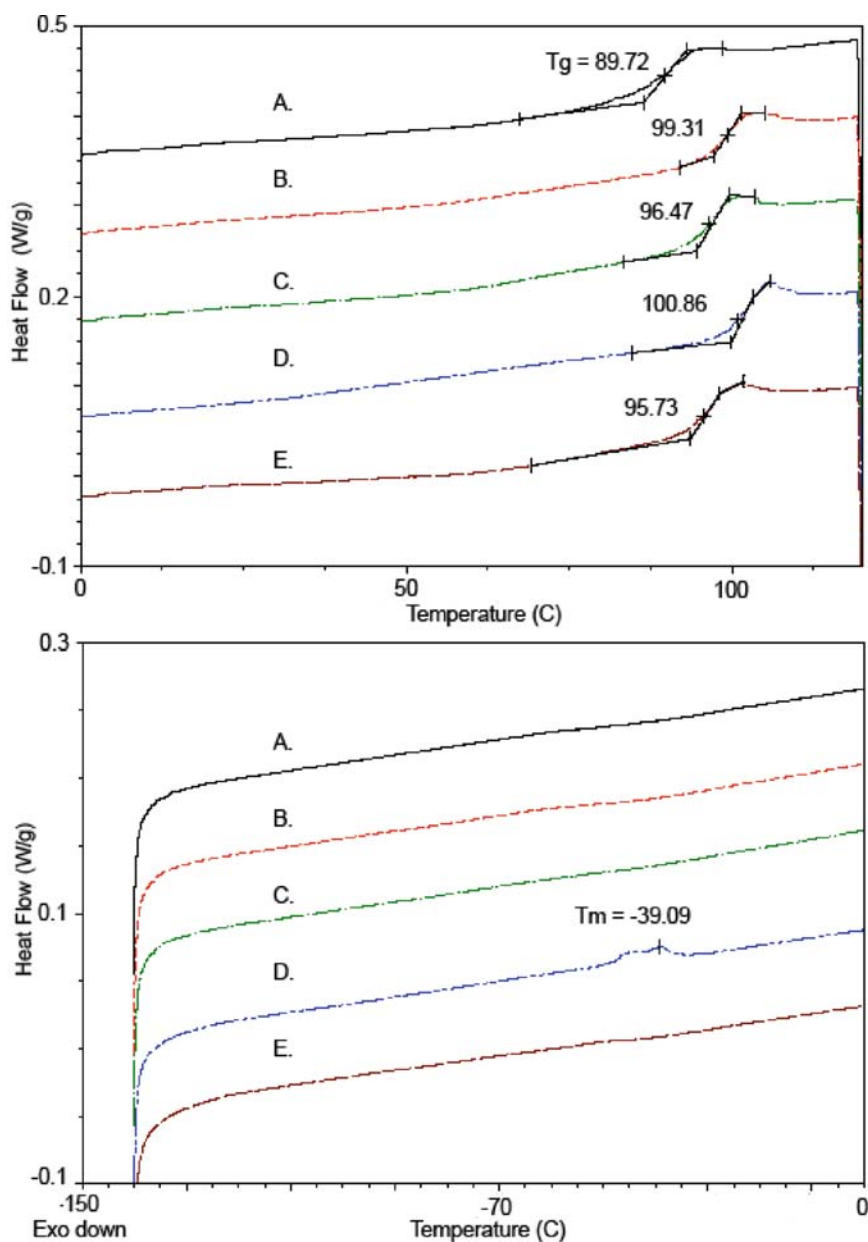 0.5
Tg = 89.72
A.
99.31
B.
96.47
C.
0.2
100.86
D.
95.73
E.
-0.1
Heat Flow (W/g)
0 50 100
Temperature (C)
0.3
A.
B.
C.
0.1
Tm = -39.09
D.
E.
-0.1
Heat Flow (W/g)
-150 -70 0
Exo down Temperature (C)